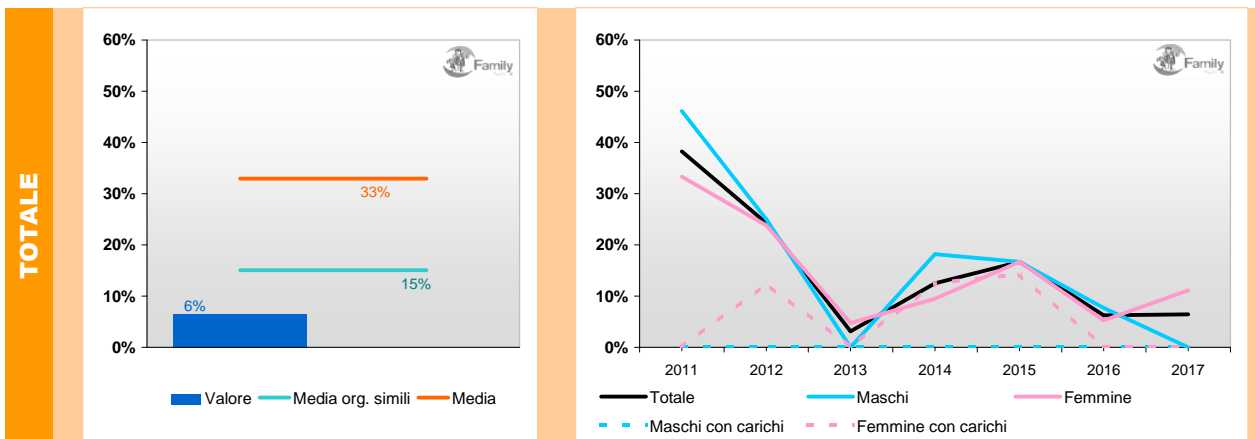 TOTALE
60%
50%
40%
30%
20%
10%
0%
Family
33%
15%
6%
Valore
Media org. simili
Media
60%
50%
40%
30%
20%
10%
0%
Family
2011 2012 2013 2014 2015 2016 2017
Totale
Maschi
Femmine
Maschi con carichi
Femmine con carichi